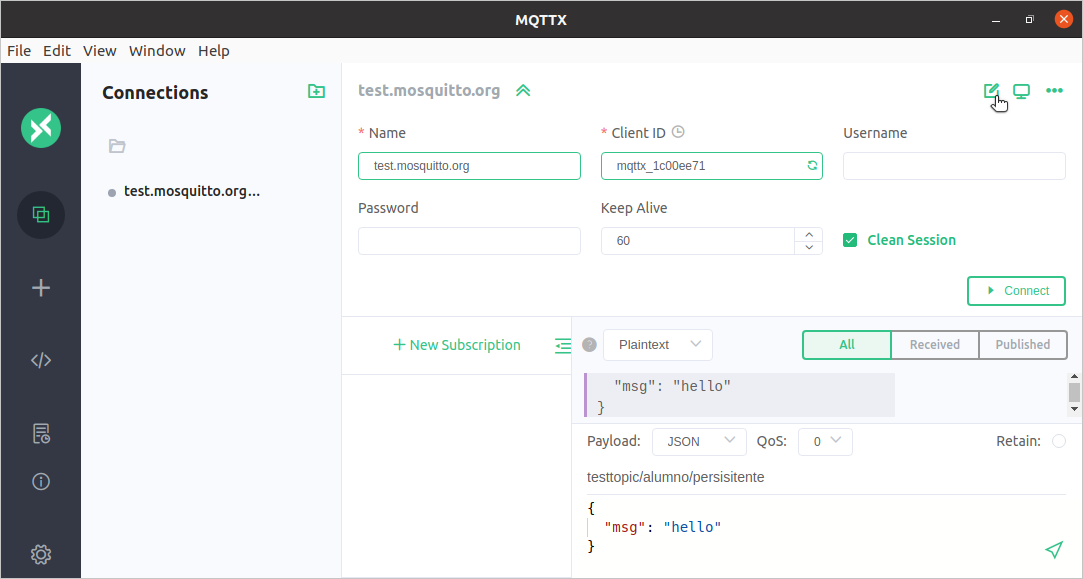 MQTTX
File Edit View Window Help
Connections
test.mosquitto.org...
test.mosquitto.org
* Name
* Client ID
Username
test.mosquitto.org
mqttx_1c00ee71
Password
Keep Alive
60
Clean Session
Connect
+ New Subscription
? Plaintext
All Received Published
"msg": "hello"
}
Payload: JSON QoS: 0 Retain:
testtopic/alumno/persisitente
{
"msg": "hello"
}